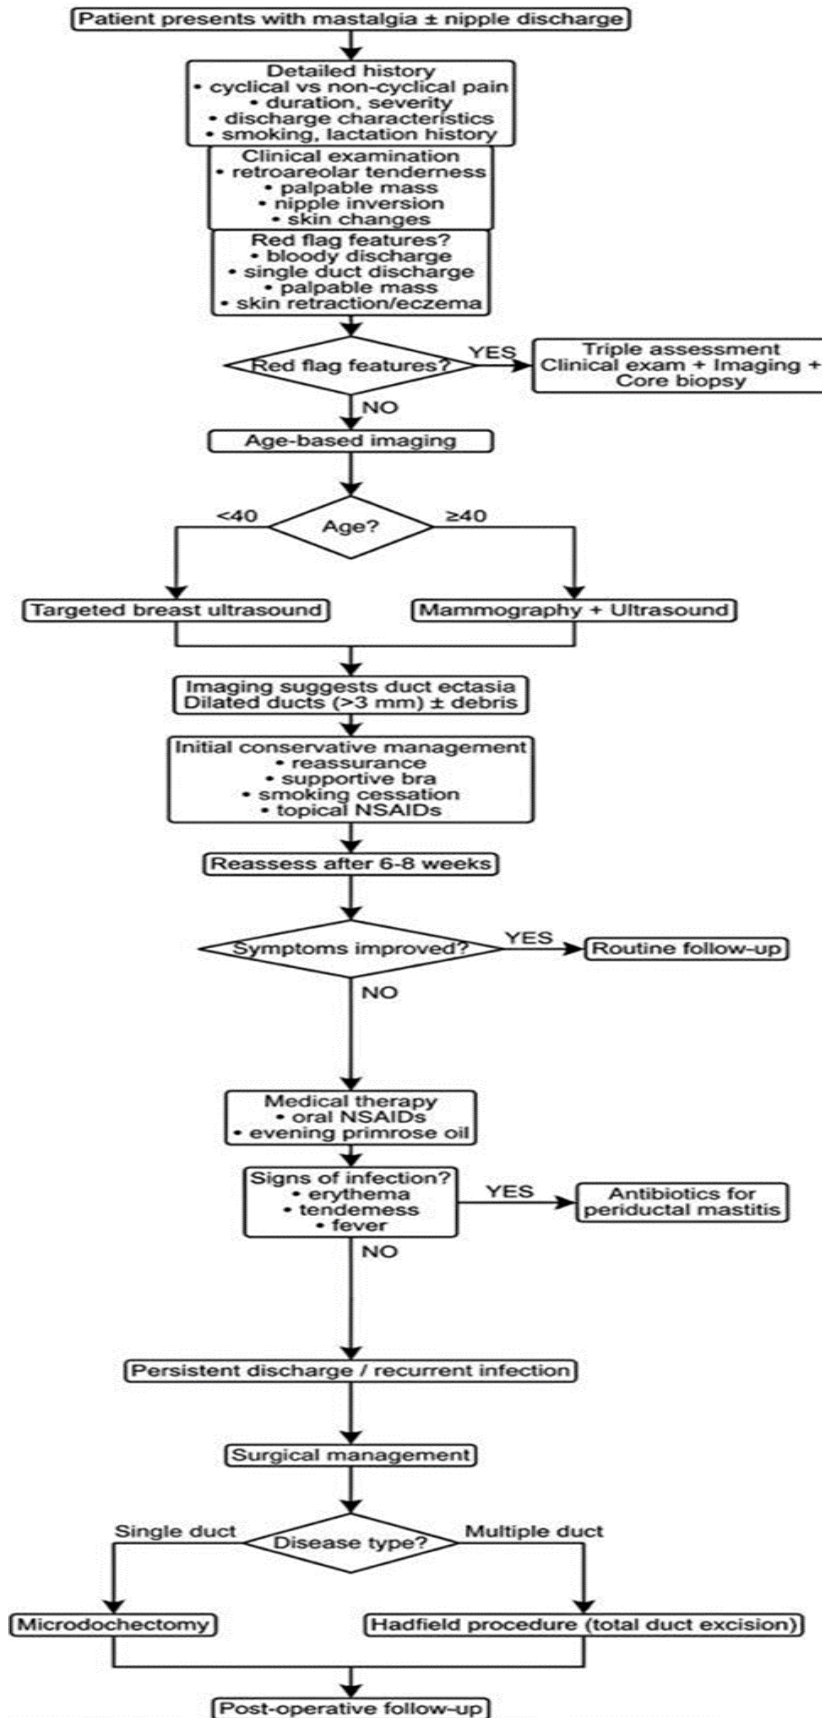 Patient presents with mastalgia ± nipple discharge
Detailed history
• cyclical vs non-cyclical pain
• duration, severity
• discharge characteristics
• smoking, lactation history
Clinical examination
• retroareolar tenderness
• palpable mass
• nipple inversion
• skin changes
Red flag features?
• bloody discharge
• single duct discharge
• palpable mass
• skin retraction/eczema
Red flag features?
YES
Triple assessment
Clinical exam + Imaging +
Core biopsy
NO
Age-based imaging
<40
Age?
≥40
Targeted breast ultrasound
Mammography + Ultrasound
Imaging suggests duct ectasia
Dilated ducts (>3 mm) ± debris
Initial conservative management
• reassurance
• supportive bra
• smoking cessation
• topical NSAIDs
Reassess after 6-8 weeks
Symptoms improved?
YES
Routine follow-up
NO
Medical therapy
• oral NSAIDs
• evening primrose oil
Signs of infection?
• erythema
• tendemess
• fever
YES
Antibiotics for
periductal mastitis
NO
Persistent discharge / recurrent infection
Surgical management
Single duct
Disease type?
Multiple duct
Microdochectomy
Hadfield procedure (total duct excision)
Post-operative follow-up